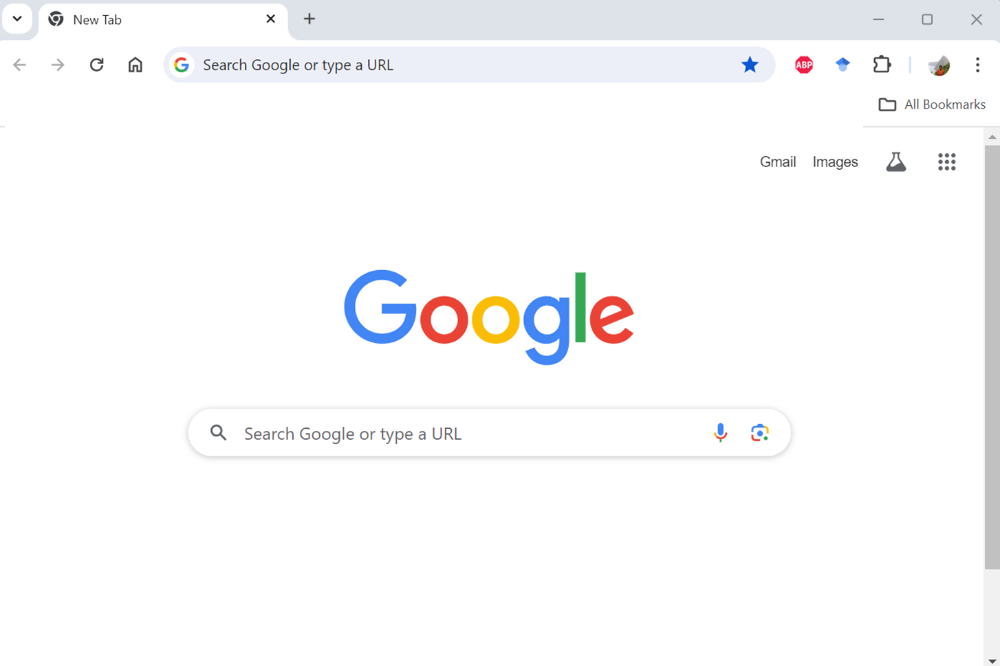 New Tab
Search Google or type a URL
ABP
All Bookmarks
Gmail Images
Google
Search Google or type a URL